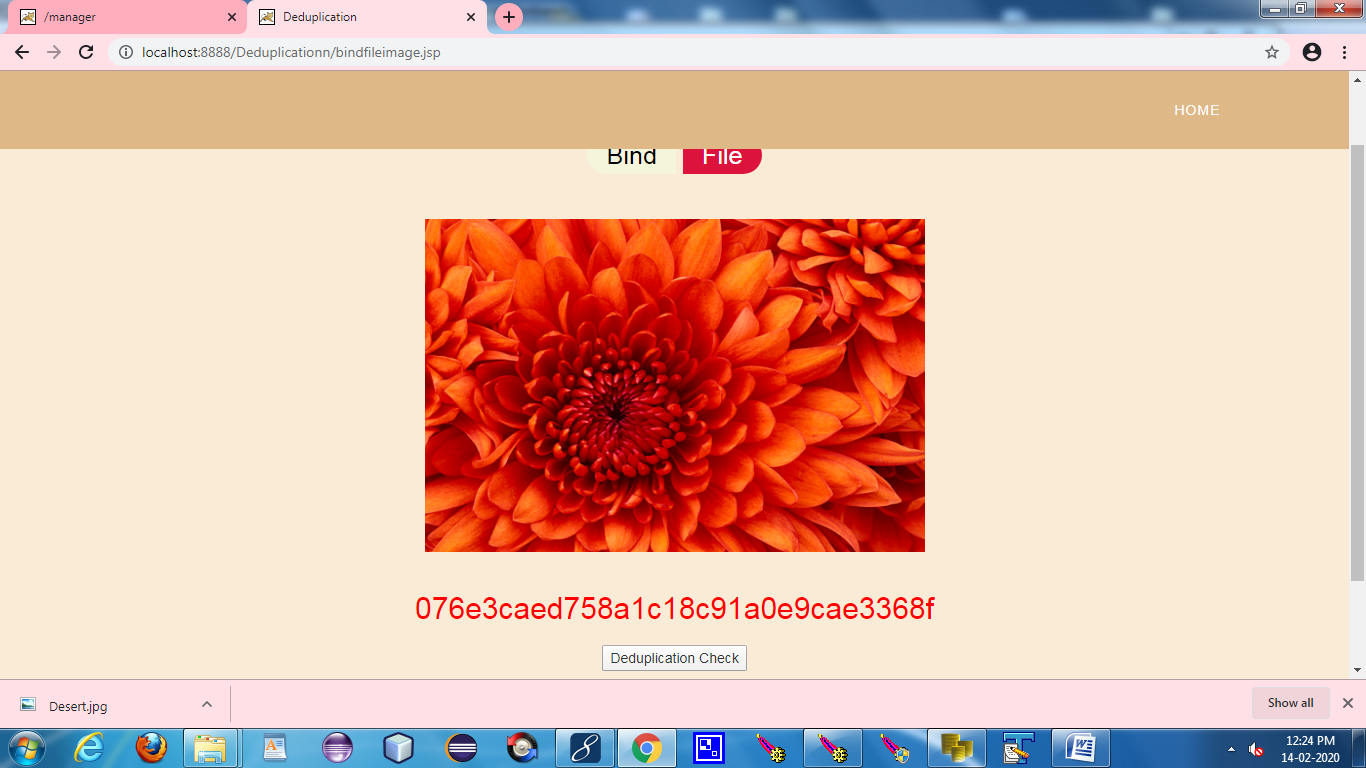 /manager
Deduplication
localhost:8888/Deduplicationn/bindfileimage.jsp
HOME
Bind File
076e3caed758a1c18c91a0e9cae3368f
Deduplication Check
Desert.jpg
Show all
12:24 PM
14-02-2020